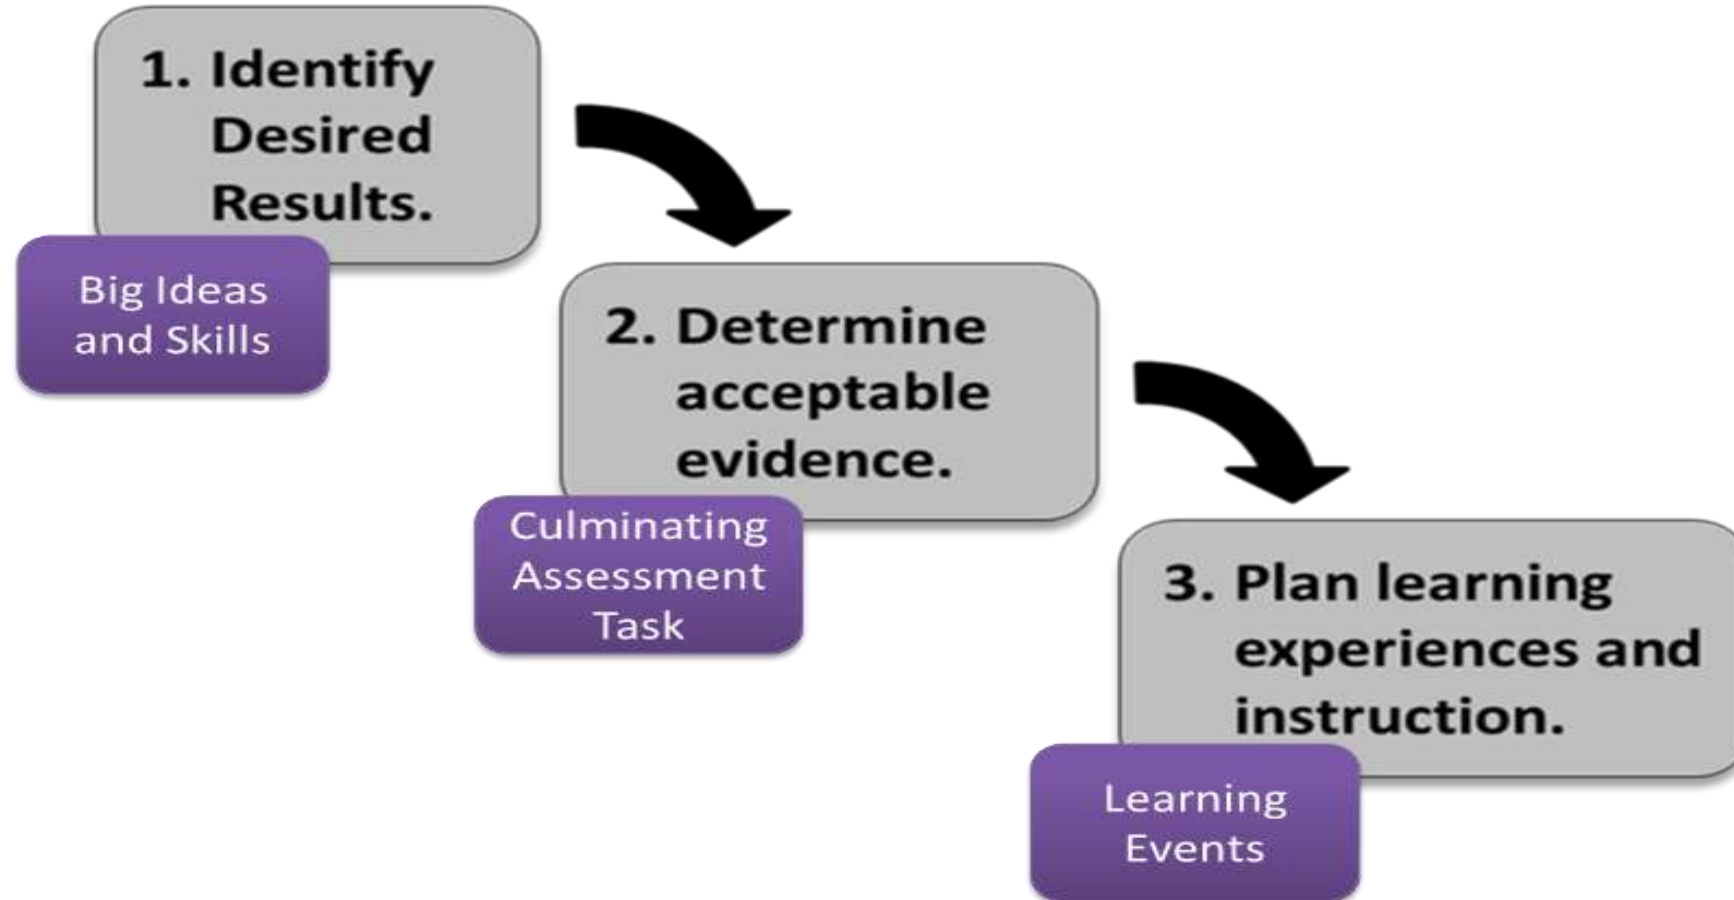 1. Identify
Desired
Results.
Big Ideas
and Skills
2. Determine
acceptable
evidence.
Culminating
Assessment
Task
3. Plan learning
experiences and
instruction.
Learning
Events